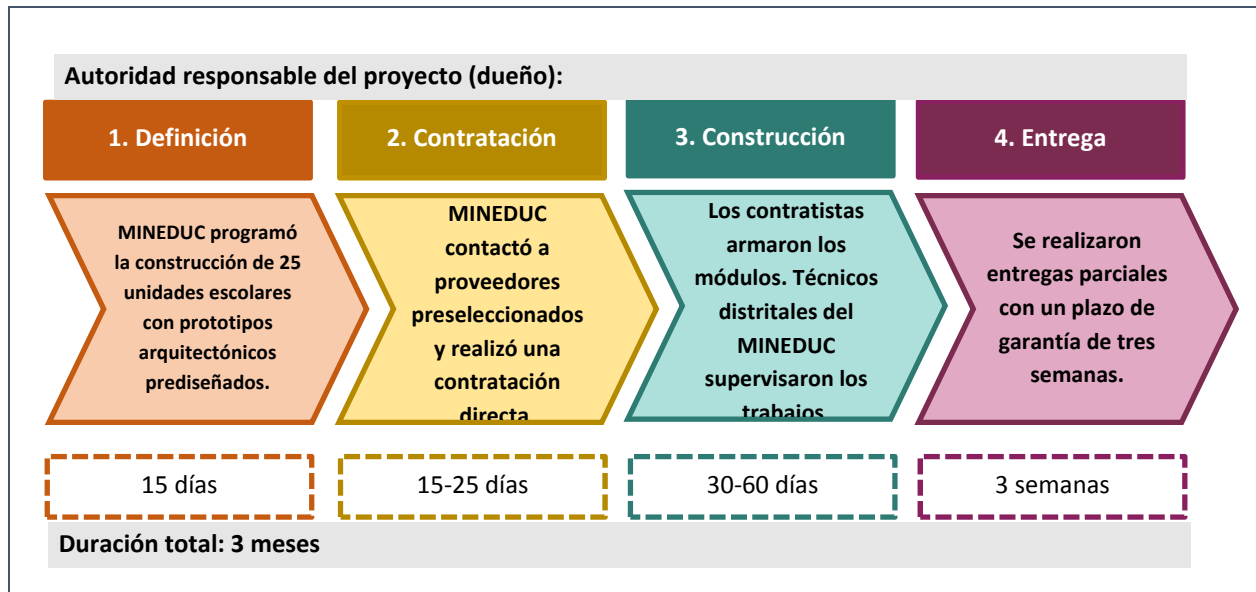 Autoridad responsable del proyecto (dueño):
1. Definición
2. Contratación
3. Construcción
4. Entrega
MINEDUC programó
la construcción de 25
unidades escolares
con prototipos
arquitectónicos
prediseñados.
MINEDUC
contactó a
proveedores
preseleccionados
y realizó una
contratación
directa
Los contratistas
armaron los
módulos. Técnicos
distritales del
MINEDUC
supervisaron los
trabajos
Se realizaron
entregas parciales
con un plazo de
garantía de tres
semanas.
15 días
15-25 días
30-60 días
3 semanas
Duración total: 3 meses